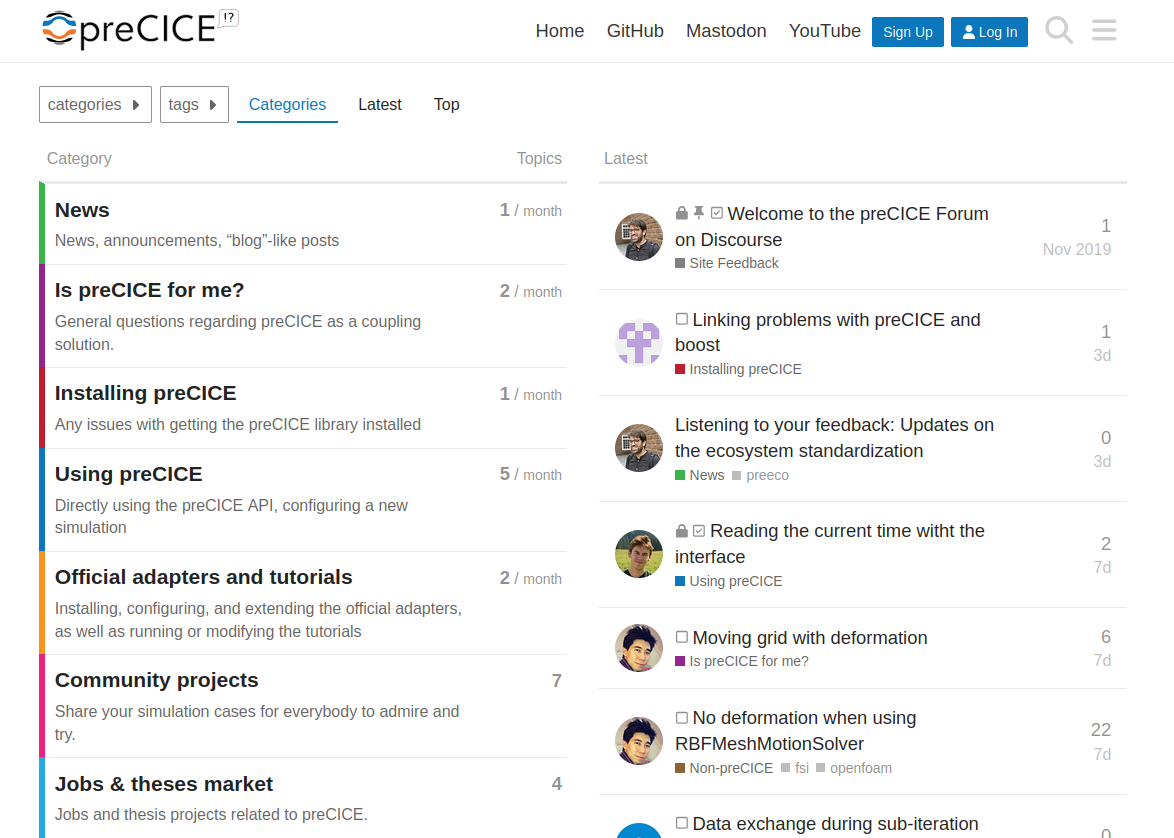 preCICE !?
Home GitHub Mastodon YouTube Sign Up Log In
categories tags Categories Latest Top
Category Topics
News 1 / month
News, announcements, “blog”-like posts
Is preCICE for me? 2 / month
General questions regarding preCICE as a coupling
solution.
Installing preCICE 1 / month
Any issues with getting the preCICE library installed
Using preCICE 5 / month
Directly using the preCICE API, configuring a new
simulation
Official adapters and tutorials 2 / month
Installing, configuring, and extending the official adapters,
as well as running or modifying the tutorials
Community projects 7
Share your simulation cases for everybody to admire and
try.
Jobs & theses market 4
Jobs and thesis projects related to preCICE.
Latest
Welcome to the preCICE Forum
on Discourse
Site Feedback
1
Nov 2019
Linking problems with preCICE and
boost
Installing preCICE
1
3d
Listening to your feedback: Updates on
the ecosystem standardization
News preeco
0
3d
Reading the current time witht the
interface
Using preCICE
2
7d
Moving grid with deformation
Is preCICE for me?
6
7d
No deformation when using
RBFMeshMotionSolver
Non-preCICE fsi openfoam
22
7d
Data exchange during sub-iteration
0